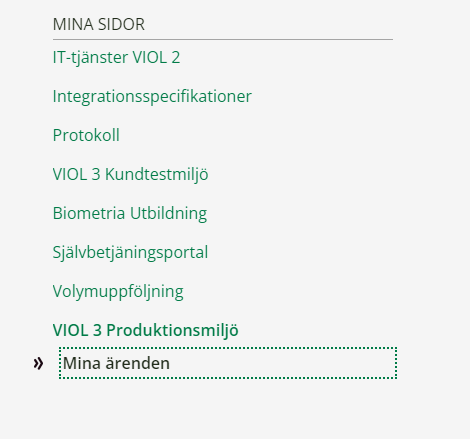 MINA SIDOR
IT-tjänster VIOL 2
Integrationsspecifikationer
Protokoll
VIOL 3 Kundtestmiljö
Biometria Utbildning
Självbetjäningsportal
Volymuppföljning
VIOL 3 Produktionsmiljö
» Mina ärenden